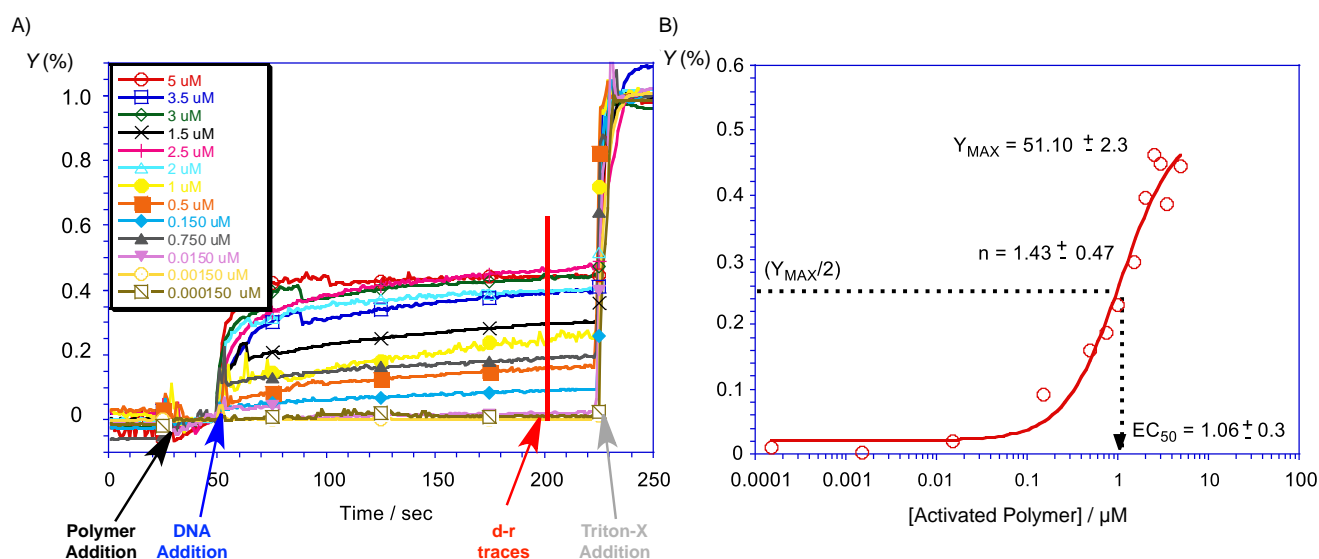 A)
Y (%)
5 uM
3.5 uM
3 uM
1.5 uM
2.5 uM
2 uM
1 uM
0.5 uM
0.150 uM
0.750 uM
0.0150 uM
0.00150 uM
0.000150 uM
1.0
0.8
0.6
0.4
0.2
0
0 50 100 150 200 250
Time / sec
Polymer
Addition
DNA
Addition
d-r
traces
Triton-X
Addition
B)
Y (%)
0.6
0.5
0.4
0.3
0.2
0.1
0
YMAX = 51.10 ± 2.3
n = 1.43 ± 0.47
(YMAX/2)
EC50 = 1.06 ± 0.3
0.0001 0.001 0.01 0.1 1 10 100
[Activated Polymer] / µM